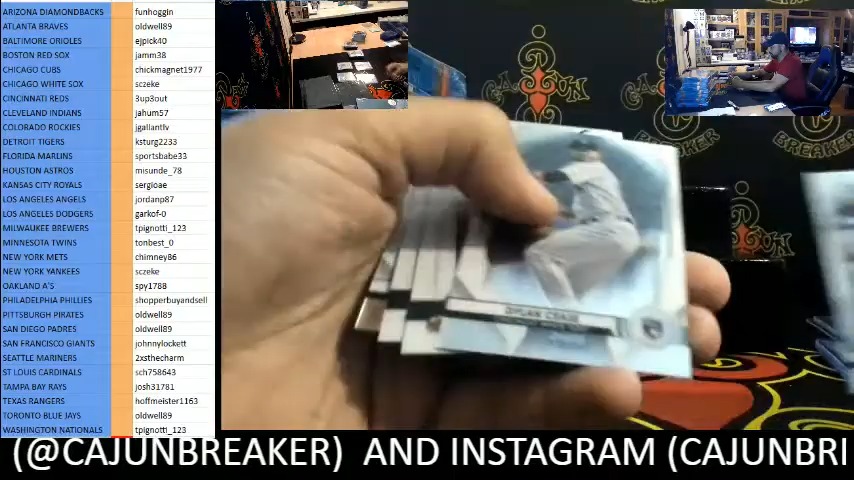 ARIZONA DIAMONDBACKS funhoggin
ATLANTA BRAVES oldwell89
BALTIMORE ORIOLES ejpick40
BOSTON RED SOX jamm38
CHICAGO CUBS chickmagnet1977
CHICAGO WHITE SOX sczeke
CINCINNATI REDS 3up3out
CLEVELAND INDIANS jahum57
COLORADO ROCKIES jgallantlv
DETROIT TIGERS ksturg2233
FLORIDA MARLINS sportsbabe33
HOUSTON ASTROS misunde_78
KANSAS CITY ROYALS sergioae
LOS ANGELES ANGELS jordanp87
LOS ANGELES DODGERS garkof-0
MILWAUKEE BREWERS tpignotti_123
MINNESOTA TWINS tonbest_0
NEW YORK METS chimney86
NEW YORK YANKEES sczeke
OAKLAND A'S spy1788
PHILADELPHIA PHILLIES shopperbuyandsell
PITTSBURGH PIRATES oldwell89
SAN DIEGO PADRES oldwell89
SAN FRANCISCO GIANTS johnnylockett
SEATTLE MARINERS 2xsthecharm
ST LOUIS CARDINALS sch758643
TAMPA BAY RAYS josh31781
TEXAS RANGERS hoffmeister1163
TORONTO BLUE JAYS oldwell89
WASHINGTON NATIONALS tpignotti_123
BREAKER
DYLAN CEASE
(@CAJUNBREAKER) AND INSTAGRAM (CAJUNBRI